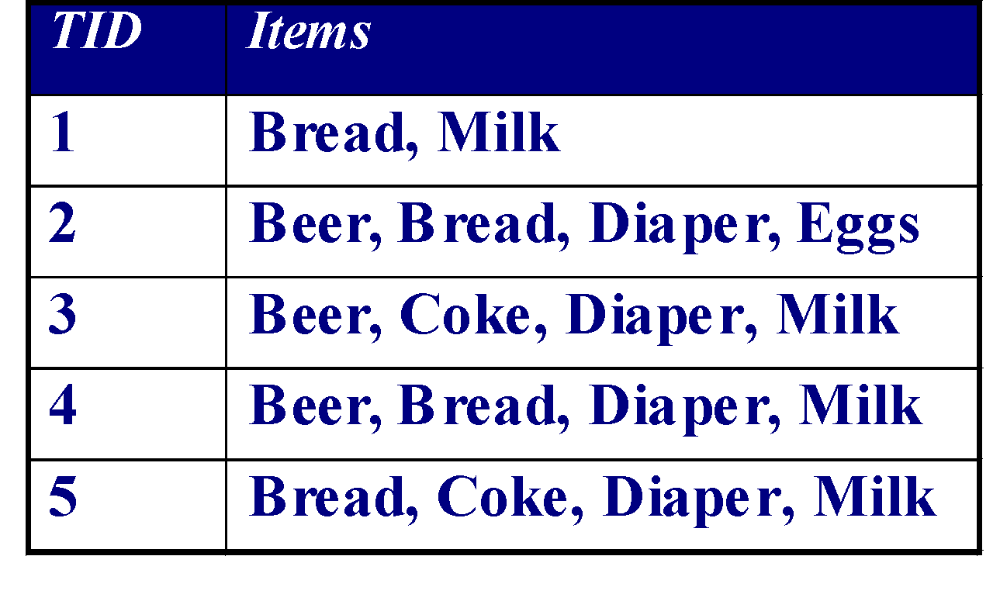 TID Items
1 Bread, Milk
2 Beer, Bread, Diaper, Eggs
3 Beer, Coke, Diaper, Milk
4 Beer, Bread, Diaper, Milk
5 Bread, Coke, Diaper, Milk